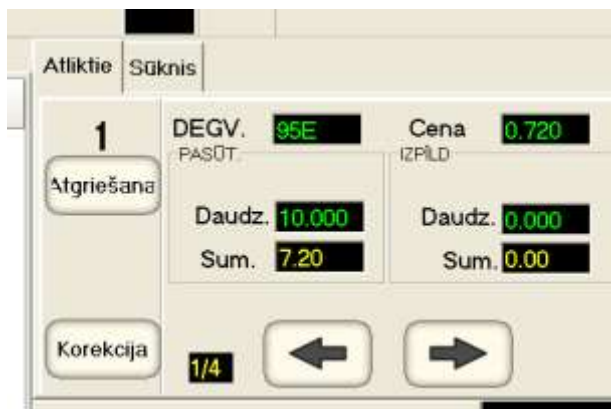 Atliktie Sūknis
1 DEGV. 95E Cena 0.720
PASŪT. IZPĪLD
Atgriešana
Daudz. 10.000 Daudz. 0.000
Sum. 7.20 Sum. 0.00
Korekcija 1/4